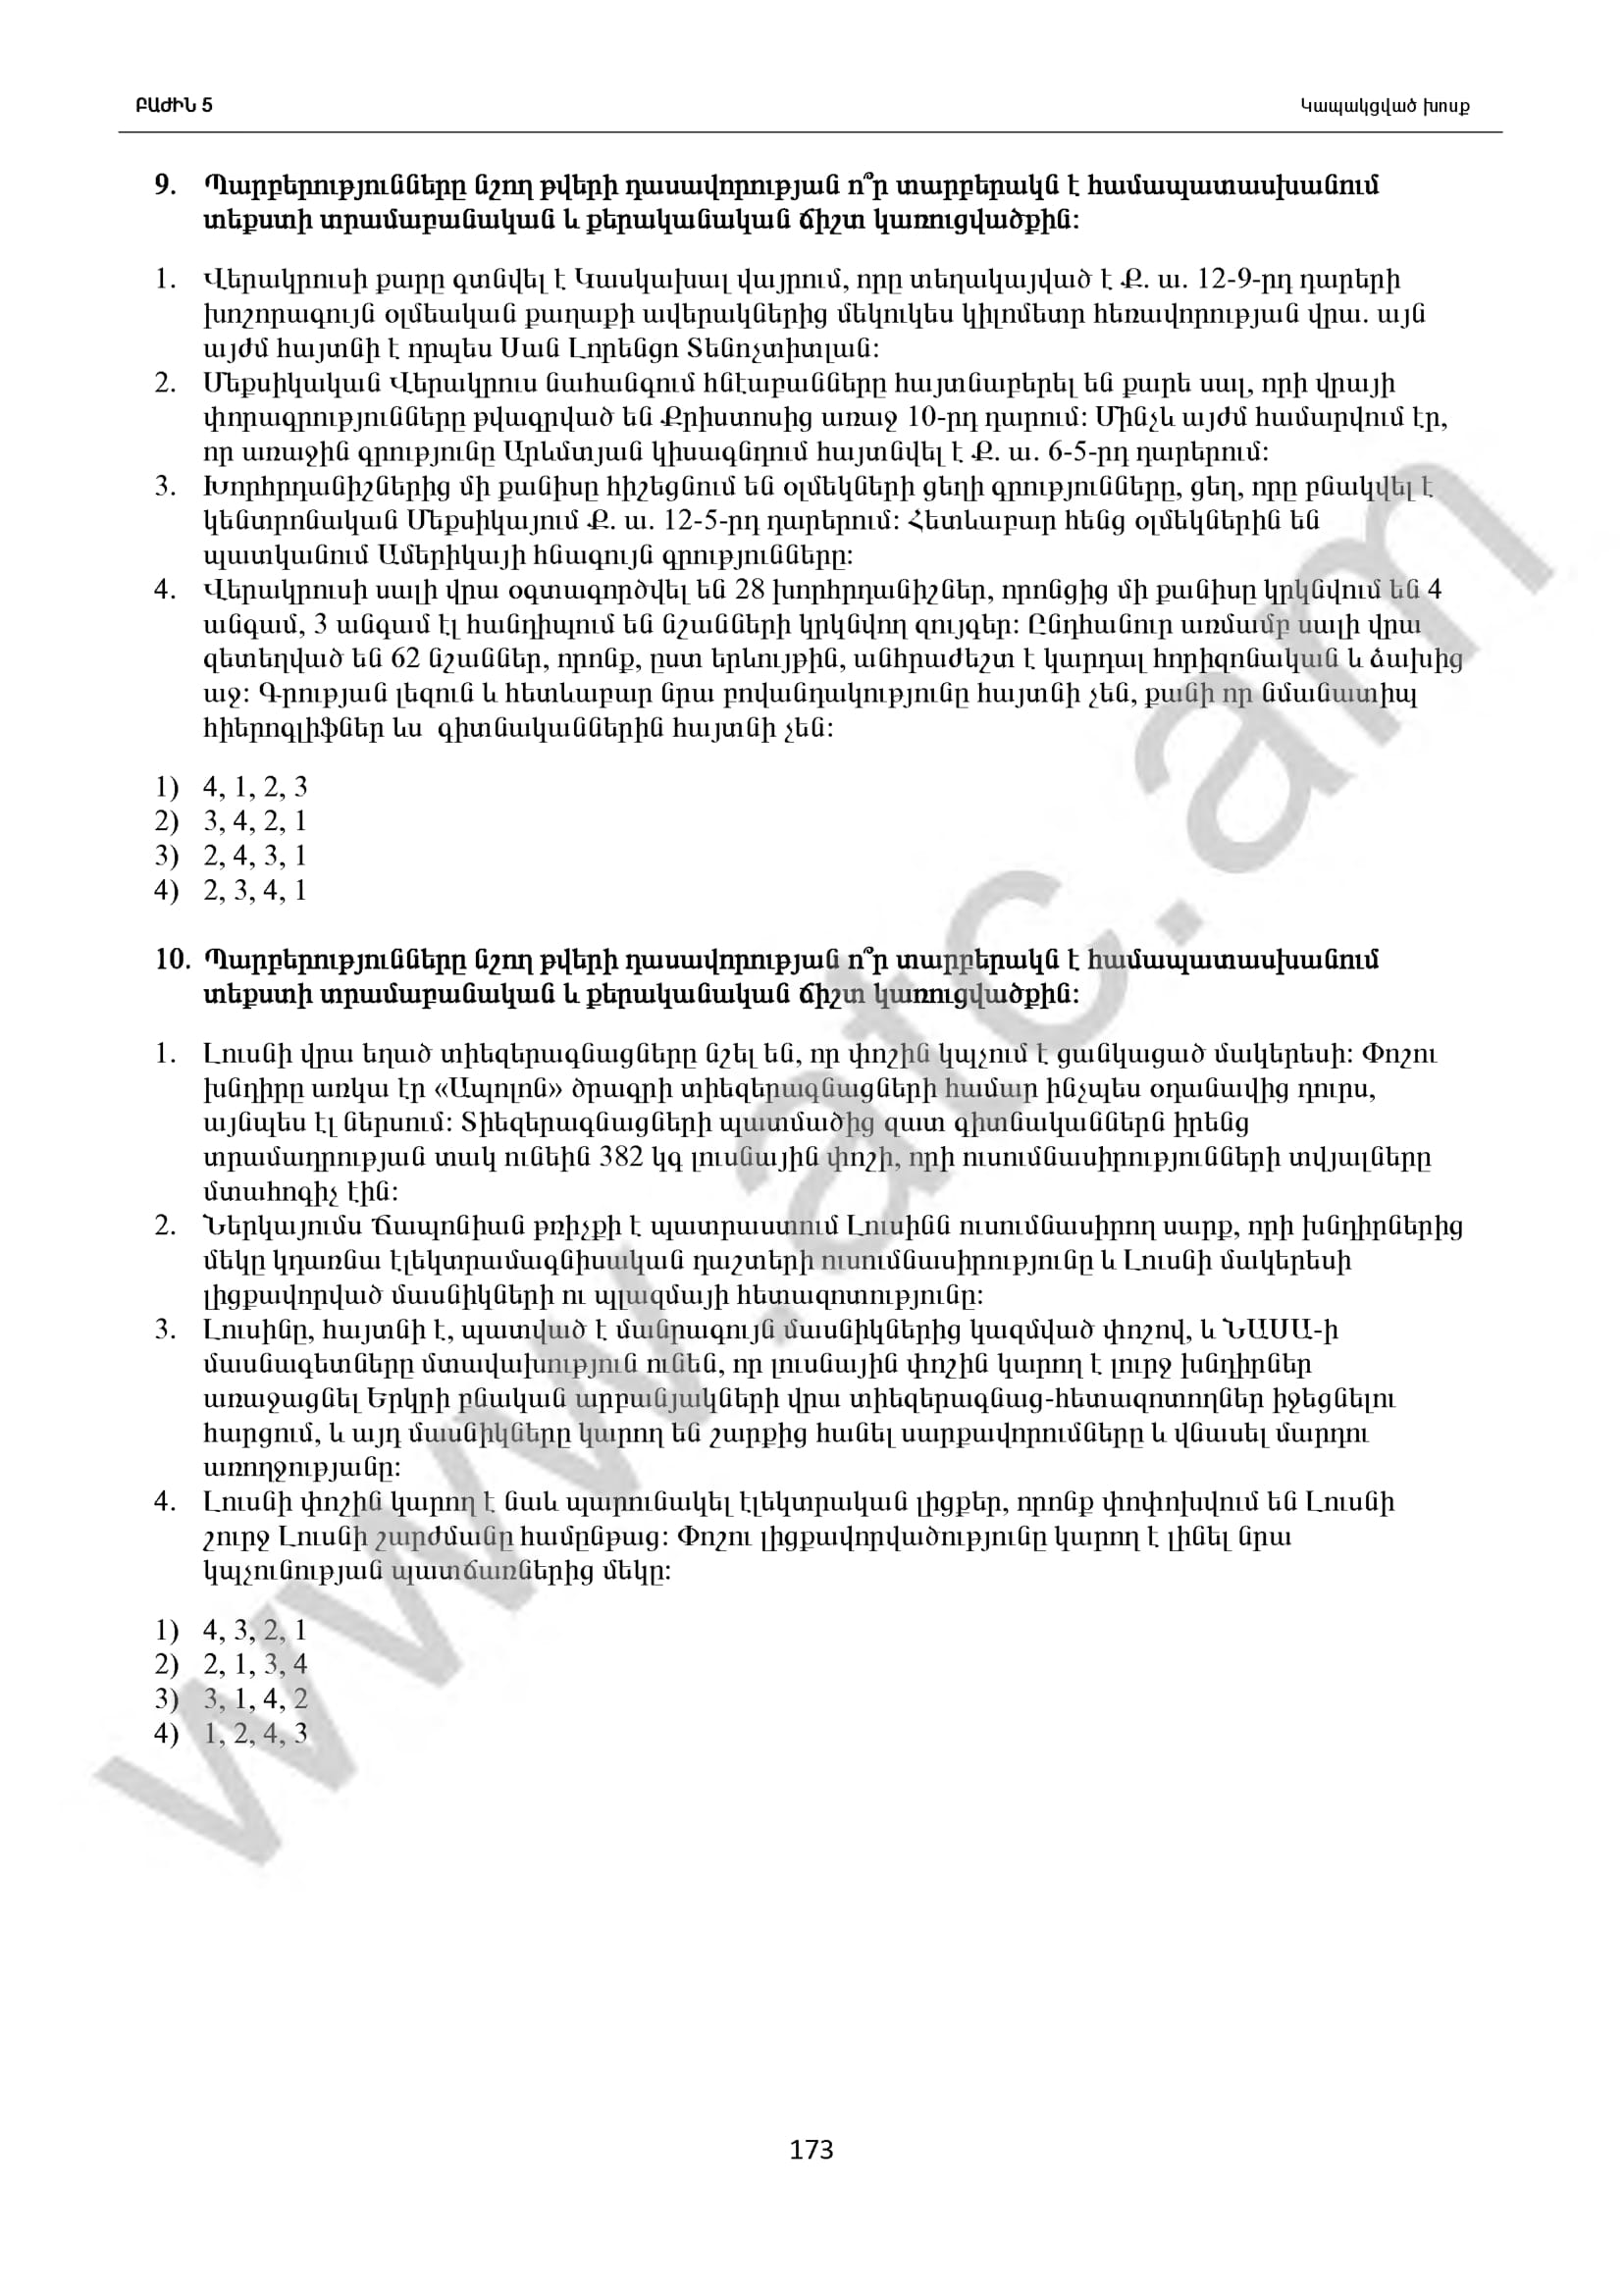 ԲԱԺԻՆ 5
Կապակցված խոսք
9. Պարբերությունները նշող թվերի դասավորության ո՞ր տարբերակն է համապատասխանում
տեքստի տրամաբանական և քերականական ճիշտ կառուցվածքին:
1. Վերակրուսի քարը գտնվել է Կասկախալ վայրում, որը տեղակայված է Ք. ա. 12-9-րդ դարերի
խոշորագույն օլմեական քաղաքի ավերակներից մեկուկես կիլոմետր հեռավորության վրա. այն
այժմ հայտնի է որպես Սան Լորենցո Տենոչտիտլան:
2. Մեքսիկական Վերակրուս նահանգում հնէաբանները հայտնաբերել են քարե սալ, որի վրայի
փորագրությունները թվագրված են Քրիստոսից առաջ 10-րդ դարում: Մինչև այժմ համարվում էր,
որ առաջին գրությունը Արևմտյան կիսագնդում հայտնվել է Ք. ա. 6-5-րդ դարերում:
3. Խորհրդանիշներից մի քանիսը հիշեցնում են օլմեկների ցեղի գրությունները, ցեղ, որը բնակվել է
կենտրոնական Մեքսիկայում Ք. ա. 12-5-րդ դարերում: Հետևաբար հենց օլմեկներին են
պատկանում Ամերիկայի հնագույն գրությունները:
4. Վերակրուսի սալի վրա օգտագործվել են 28 խորհրդանիշներ, որոնցից մի քանիսը կրկնվում են 4
անգամ, 3 անգամ էլ հանդիպում են նշանների կրկնվող զույգեր: Ընդհանուր առմամբ սալի վրա
զետեղված են 62 նշաններ, որոնք, ըստ երևույթին, անհրաժեշտ է կարդալ հորիզոնական և ձախից
աջ: Գրության լեզուն և հետևաբար նրա բովանդակությունը հայտնի չեն, քանի որ նմանատիպ
հիերոգլիֆներ ևս գիտնականներին հայտնի չեն:
1) 4, 1, 2, 3
2) 3, 4, 2, 1
3) 2, 4, 3, 1
4) 2, 3, 4, 1
10. Պարբերությունները նշող թվերի դասավորության ո՞ր տարբերակն է համապատասխանում
տեքստի տրամաբանական և քերականական ճիշտ կառուցվածքին:
1. Լուսնի վրա եղած տիեզերագնացները նշել են, որ փոշին կպչում է ցանկացած մակերեսի: Փոշու
խնդիրը առկա էր «Ապոլոն» ծրագրի տիեզերագնացների համար ինչպես օդանավից դուրս,
այնպես էլ ներսում: Տիեզերագնացների պատմածից զատ գիտնականներն իրենց
տրամադրության տակ ունեին 382 կգ լուսնային փոշի, որի ուսումնասիրությունների տվյալները
մտահոգիչ էին:
2. Ներկայումս Ճապոնիան թռիչքի է պատրաստում Լուսինն ուսումնասիրող սարք, որի խնդիրներից
մեկը կդառնա էլեկտրամագնիսական դաշտերի ուսումնասիրությունը և Լուսնի մակերեսի
լիցքավորված մասնիկների ու պլազմայի հետազոտությունը:
3. Լուսինը, հայտնի է, պատված է մանրագույն մասնիկներից կազմված փոշով, և ՆԱՍԱ-ի
մասնագետները մտավախություն ունեն, որ լուսնային փոշին կարող է լուրջ խնդիրներ
առաջացնել Երկրի բնական արբանյակների վրա տիեզերագնաց-հետազոտողներ իջեցնելու
հարցում, և այդ մասնիկները կարող են շարքից հանել սարքավորումները և վնասել մարդու
առողջությանը:
4. Լուսնի փոշին կարող է նաև պարունակել էլեկտրական լիցքեր, որոնք փոփոխվում են Լուսնի
շուրջ Լուսնի շարժմանը համընթաց: Փոշու լիցքավորվածությունը կարող է լինել նրա
կպչունության պատճառներից մեկը:
1) 4, 3, 2, 1
2) 2, 1, 3, 4
3) 3, 1, 4, 2
4) 1, 2, 4, 3
www.atc.am
173